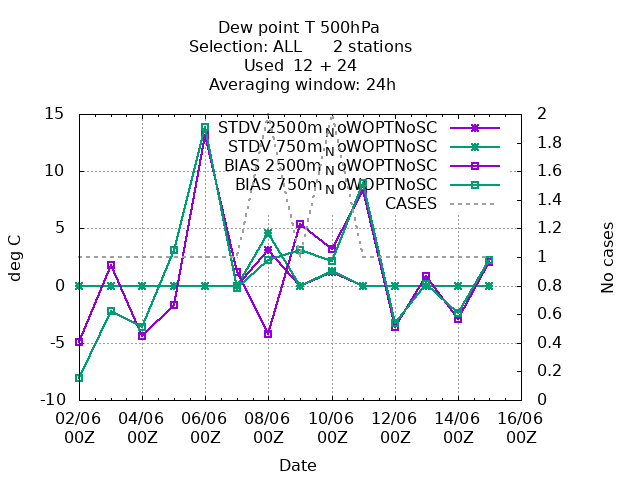 Dew point T 500hPa
Selection: ALL 2 stations
Used 12 + 24
Averaging window: 24h
STDV 2500m NoWOPTNoSC
STDV 750m NoWOPTNoSC
BIAS 2500m NoWOPTNoSC
BIAS 750m NoWOPTNoSC
CASES
deg C
15
10
5
0
-5
-10
No cases
2
1.8
1.6
1.4
1.2
1
0.8
0.6
0.4
0.2
0
02/06 04/06 06/06 08/06 10/06 12/06 14/06 16/06
00Z 00Z 00Z 00Z 00Z 00Z 00Z 00Z
Date